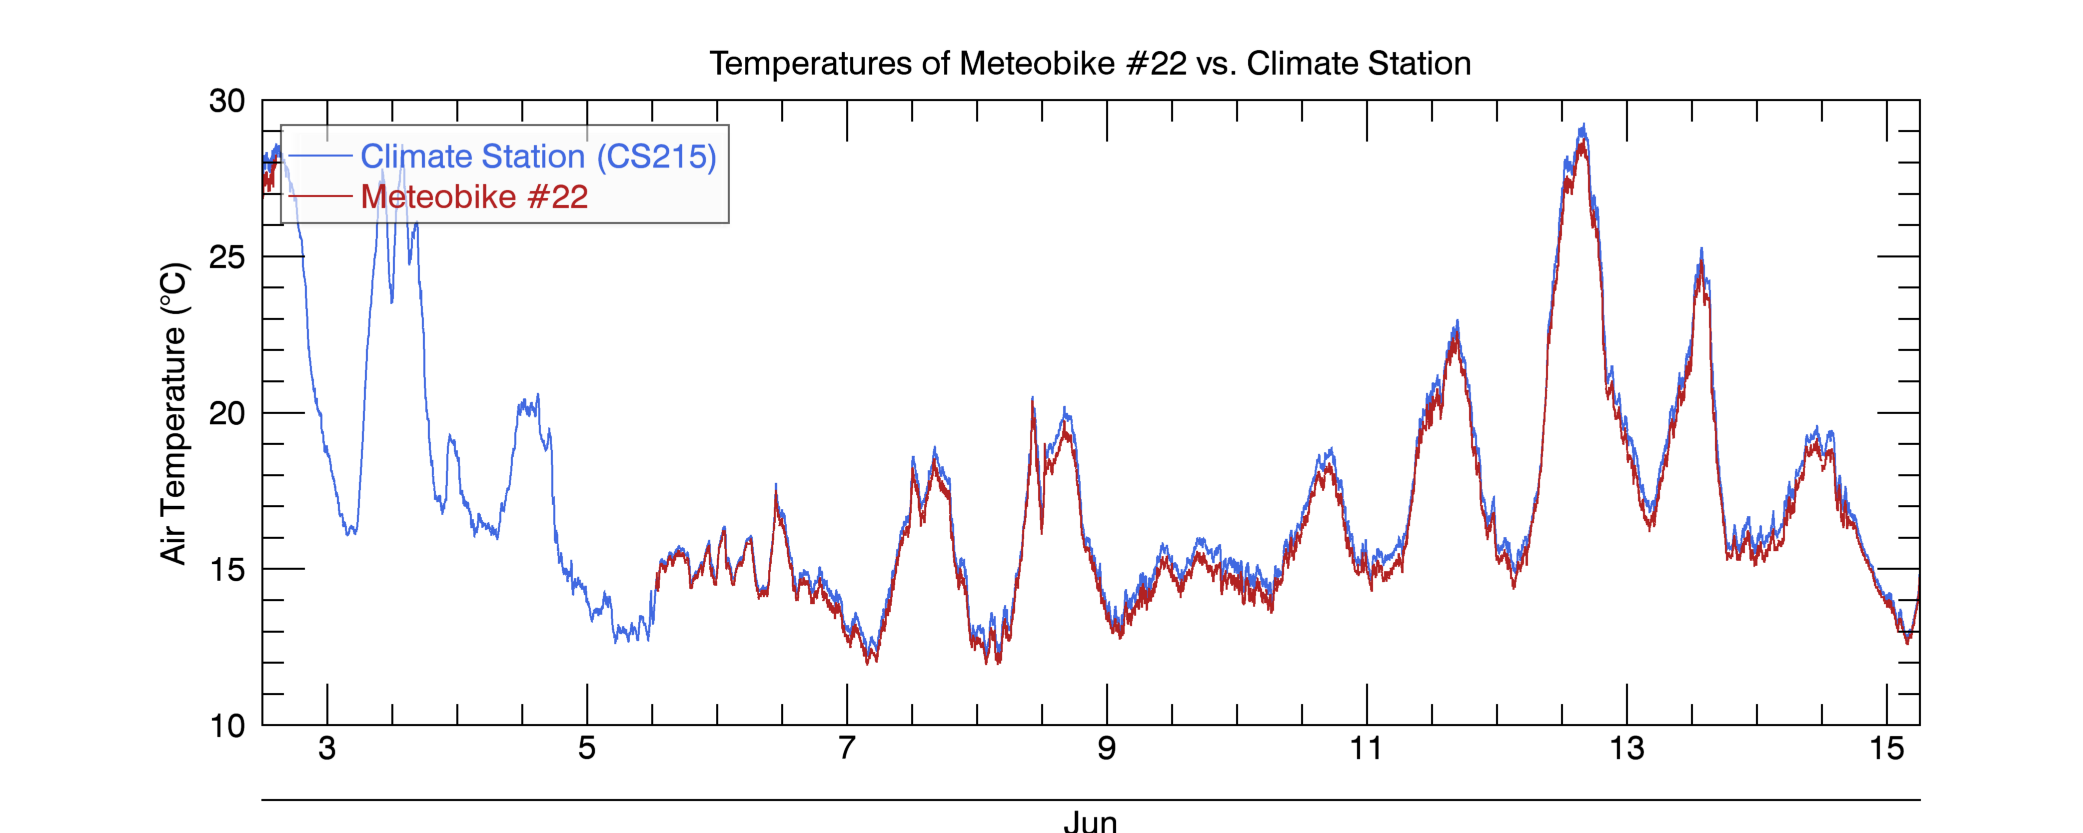 Temperatures of Meteobike #22 vs. Climate Station
30
25
20
15
10
Air Temperature (°C)
Climate Station (CS215)
Meteobike #22
3 5 7 9 11 13 15
Jun